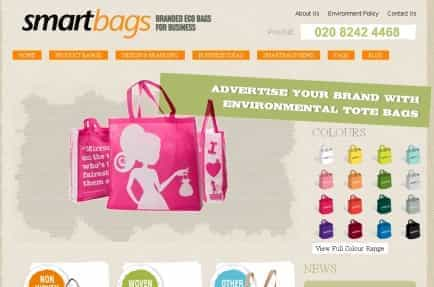 smartbags
BRANDED ECO BAGS
FOR BUSINESS
About Us
Environment Policy
Contact Us
PHONE:
020 8242 4468
HOME
PRODUCT RANGE
DESIGN & BRANDING
BUSINESS IDEAS
SMARTBAGS NEWS
FAQs
BLOG
ADVERTISE YOUR BRAND WITH
ENVIRONMENTAL TOTE BAGS
Mirror
on the
who's t
fairest
them a
I
COLOURS
View Full Colour Range
NEWS
NON
WOVEN
OTHER